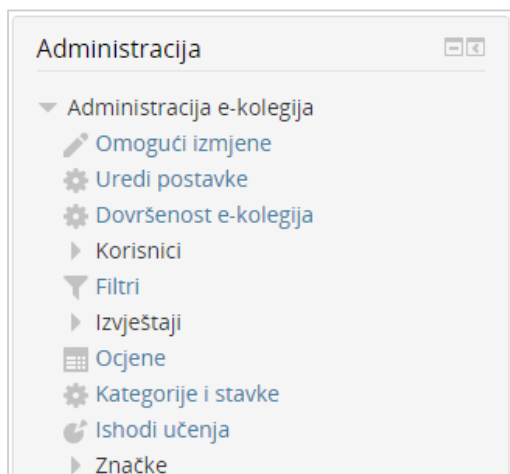 Administracija
Administracija e-kolegija
Omogući izmjene
Uredi postavke
Dovršenost e-kolegija
Korisnici
Filtri
Izvještaji
Ocjene
Kategorije i stavke
Ishodi učenja
Značke